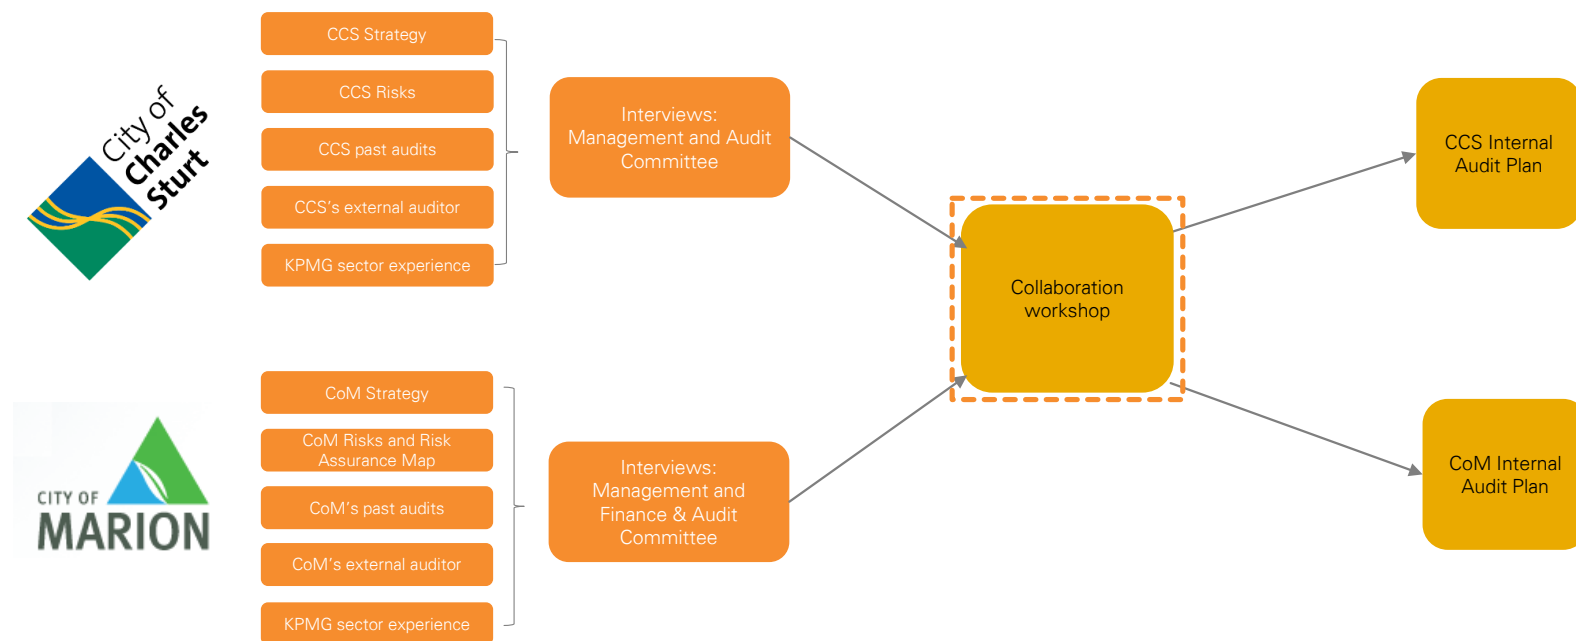 City of
Charles
Sturt
CCS Strategy
CCS Risks
CCS past audits
CCS's external auditor
KPMG sector experience
Interviews:
Management and Audit
Committee
Collaboration
workshop
CCS Internal
Audit Plan
CITY OF
MARION
CoM Strategy
CoM Risks and Risk
Assurance Map
CoM's past audits
CoM's external auditor
KPMG sector experience
Interviews:
Management and
Finance & Audit
Committee
CoM Internal
Audit Plan